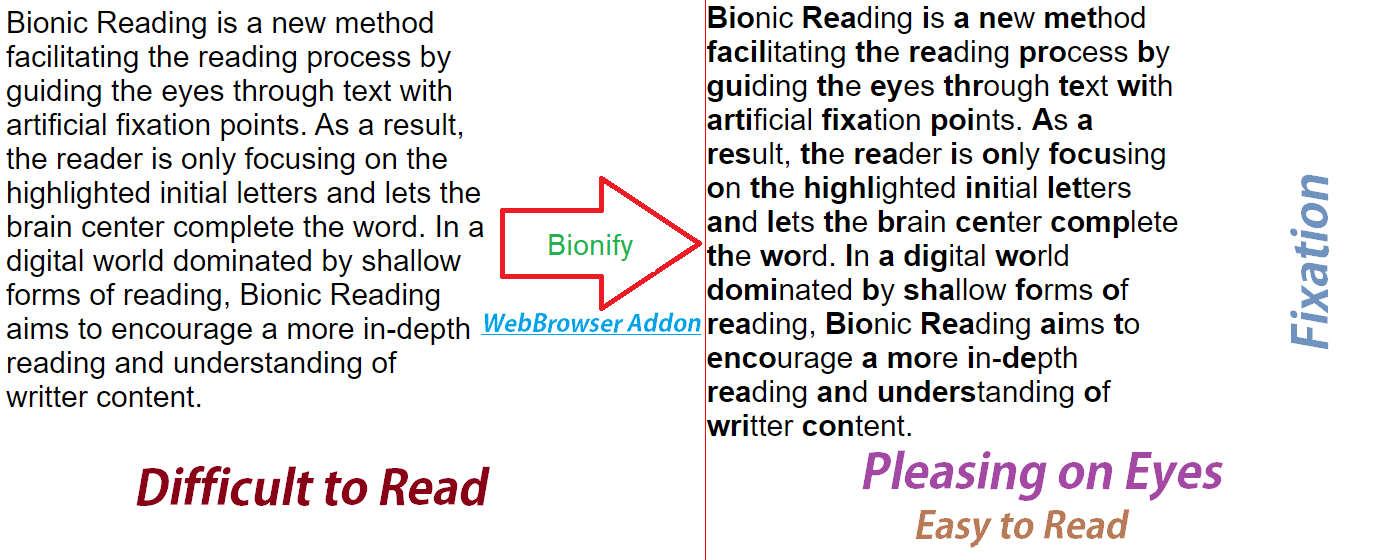 Bionic Reading is a new method
facilitating the reading process by
guiding the eyes through text with
artificial fixation points. As a result,
the reader is only focusing on the
highlighted initial letters and lets the
brain center complete the word. In a
digital world dominated by shallow
forms of reading, Bionic Reading
aims to encourage a more in-depth
reading and understanding of
writter content.
Difficult to Read
Bionify
WebBrowser Addon
Bionic Reading is a new method
facilitating the reading process by
guiding the eyes through text with
artificial fixation points. As a
result, the reader is only focusing
on the highlighted initial letters
and lets the brain center complete
the word. In a digital world
dominated by shallow forms of
reading, Bionic Reading aims to
encourage a more in-depth
reading and understanding of
writter content.
Pleasing on Eyes
Easy to Read
Fixation